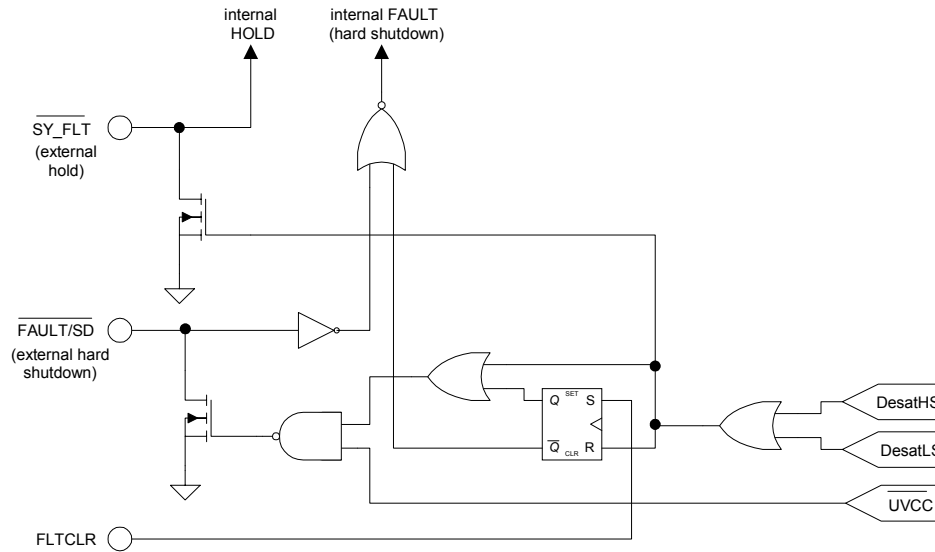 internal
HOLD
internal FAULT
(hard shutdown)
SY_FLT
(external
hold)
FAULT/SD
(external hard
shutdown)
Q
SET
S
Q
CLR
R
DesatHS
DesatLS
UVCC
FLTCLR